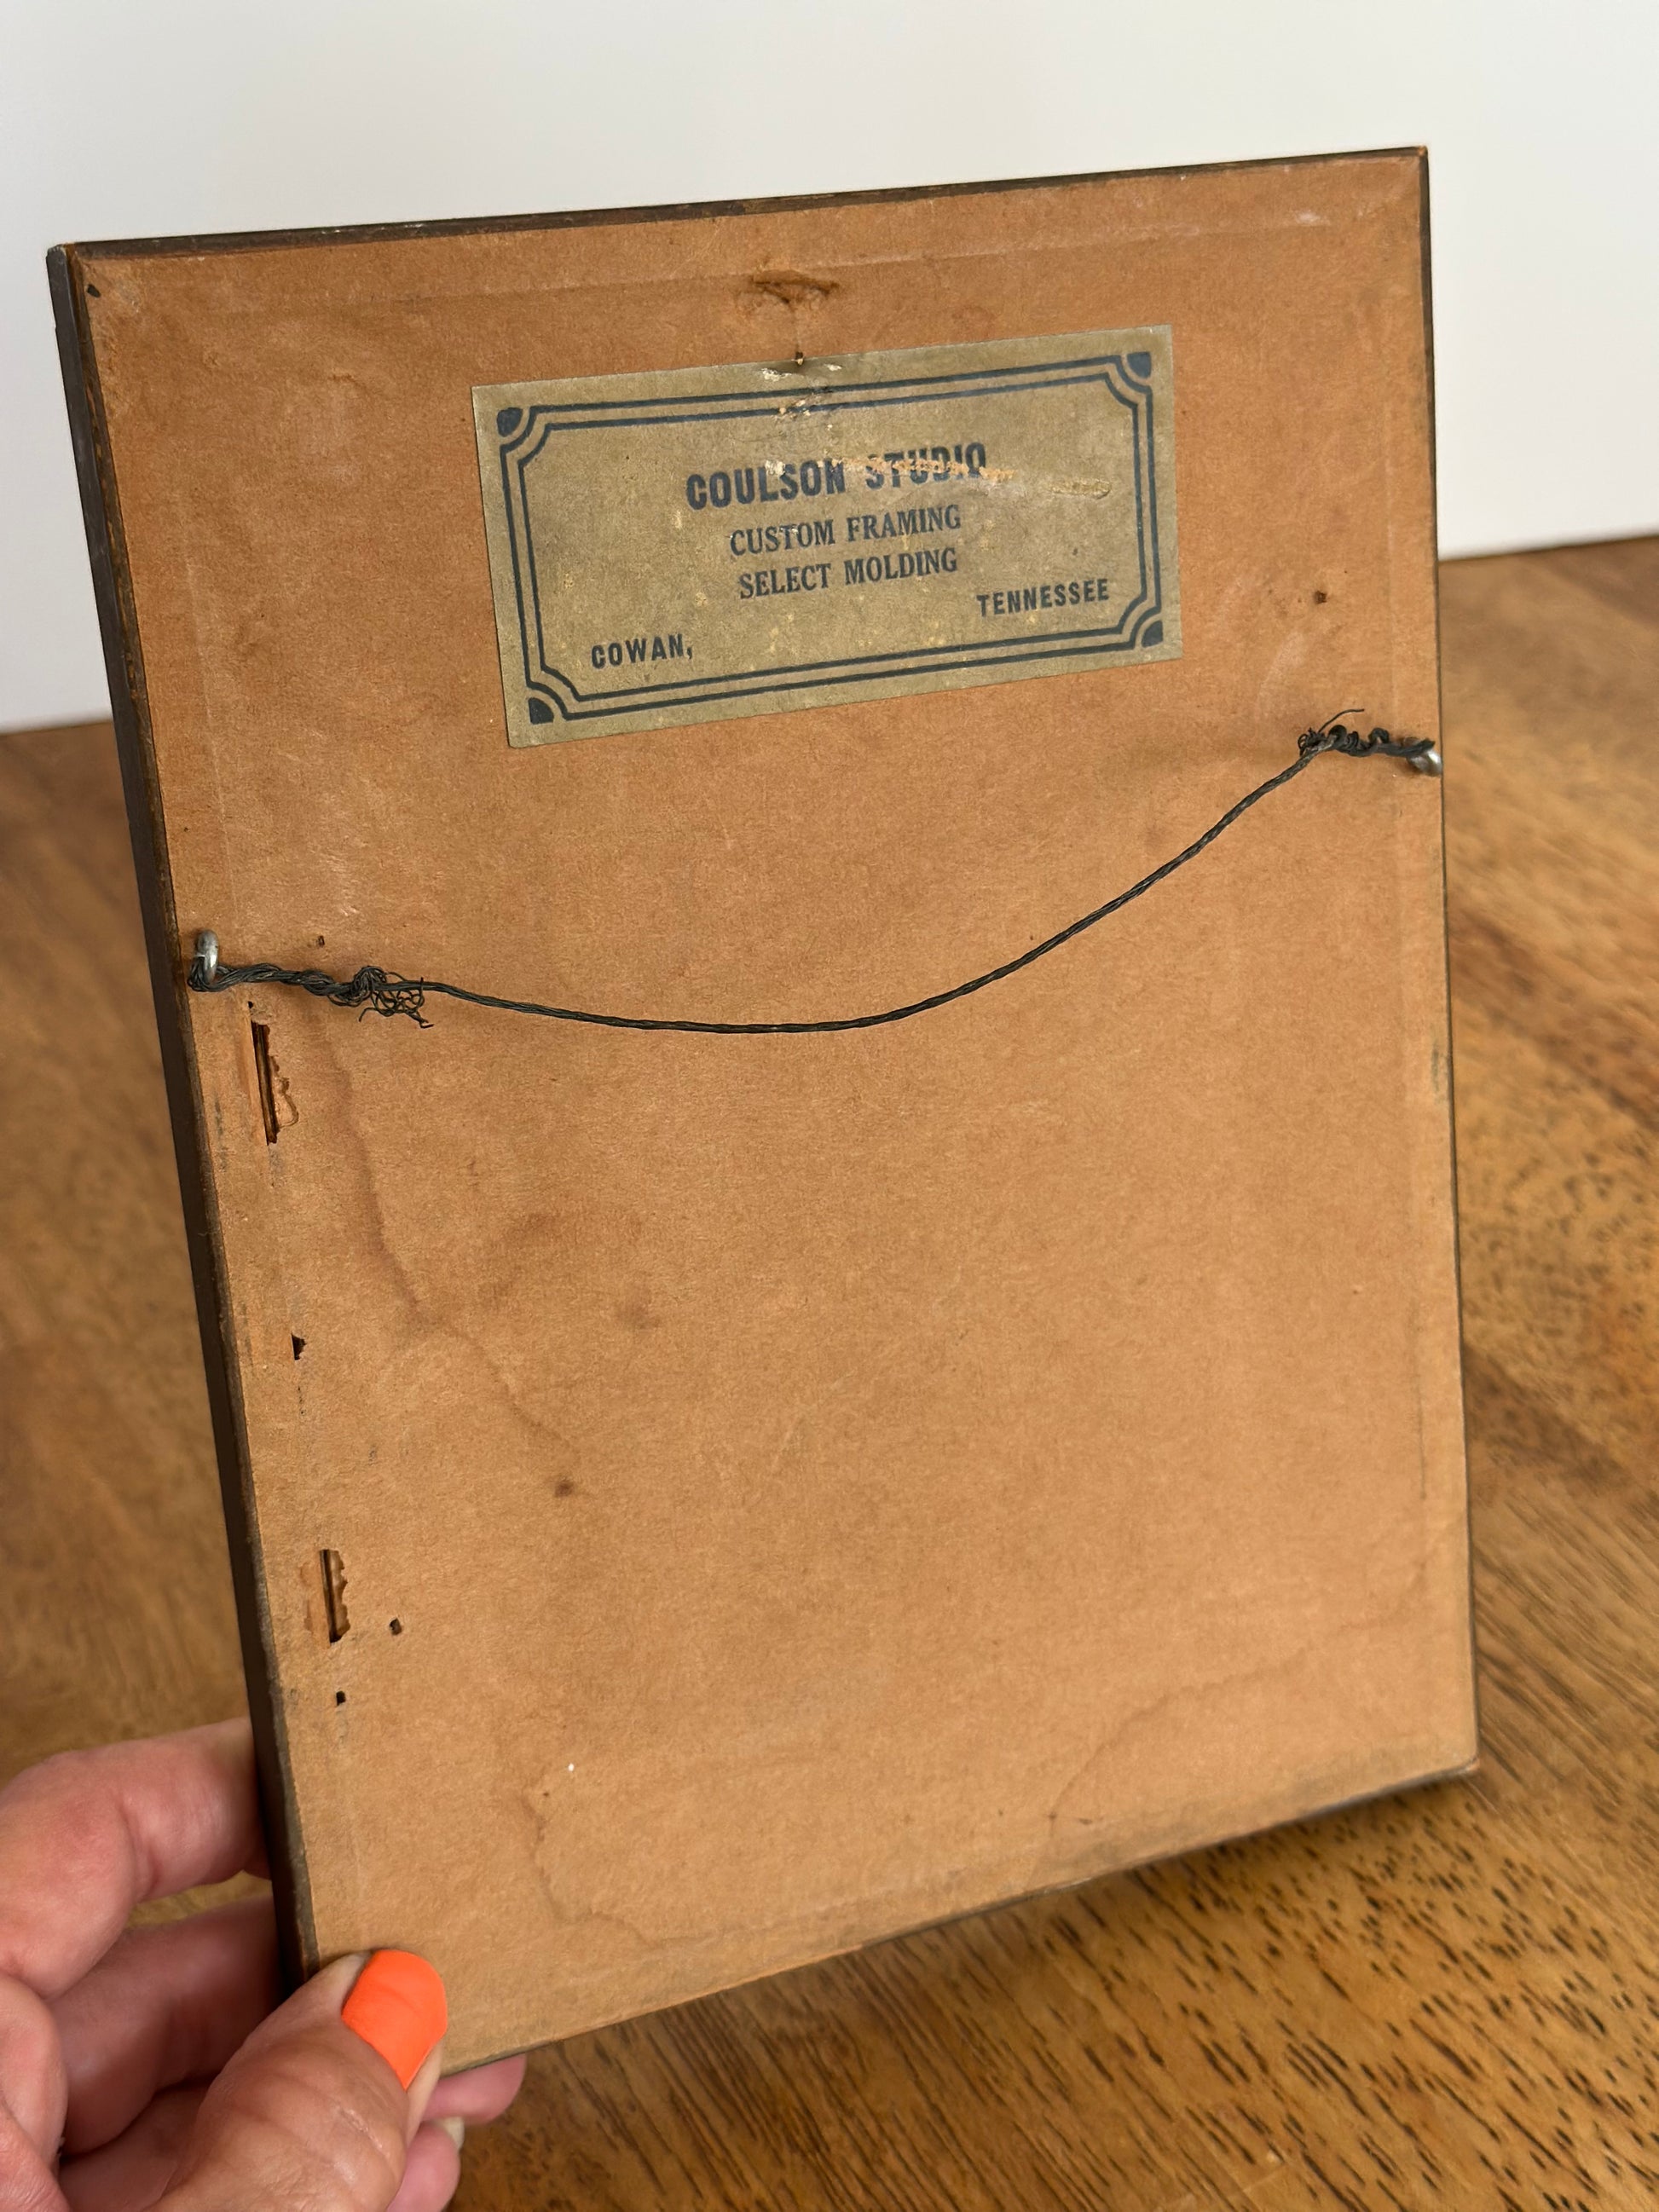 COULSON STUDIO
CUSTOM FRAMING
SELECT MOLDING
COWAN, TENNESSEE